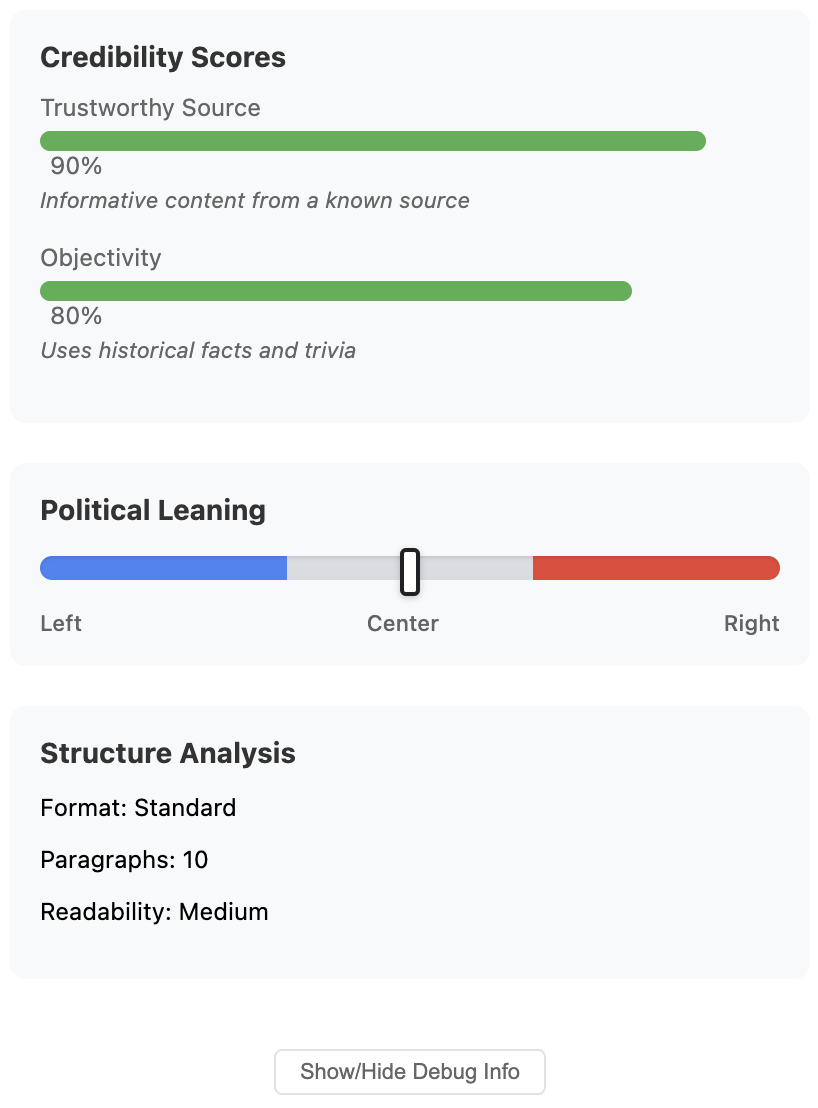 Credibility Scores
Trustworthy Source
90%
Informative content from a known source
Objectivity
80%
Uses historical facts and trivia
Political Leaning
Left Center Right
Structure Analysis
Format: Standard
Paragraphs: 10
Readability: Medium
Show/Hide Debug Info